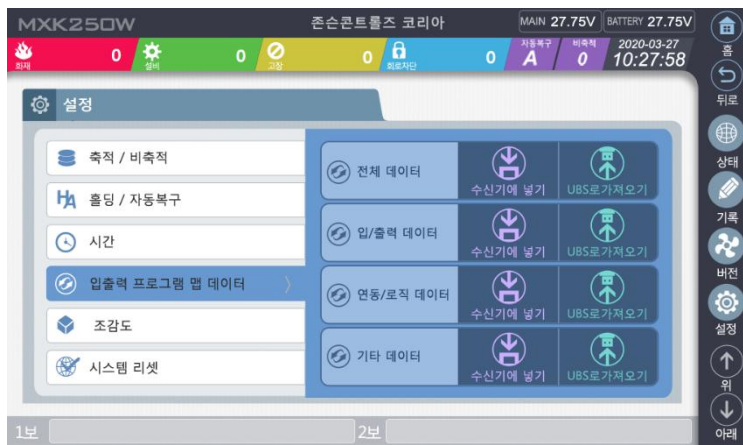 MXK250W 존슨콘트롤즈 코리아 MAIN 27.75V BATTERY 27.75V
화재 0 설비 0 고장 0 회로차단 0 자동복구 A 비축적 0 2020-03-27 10:27:58
홈
뒤로
상태
기록
버전
설정
위
아래
설정
축적 / 비축적
HA 홀딩 / 자동복구
시간
입출력 프로그램 맵 데이터
조감도
시스템 리셋
전체 데이터 수신기에 넣기 UBS로가져오기
입/출력 데이터 수신기에 넣기 UBS로가져오기
연동/로직 데이터 수신기에 넣기 UBS로가져오기
기타 데이터 수신기에 넣기 UBS로가져오기
1보 2보